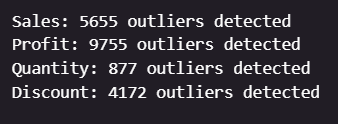 Sales: 5655 outliers detected
Profit: 9755 outliers detected
Quantity: 877 outliers detected
Discount: 4172 outliers detected